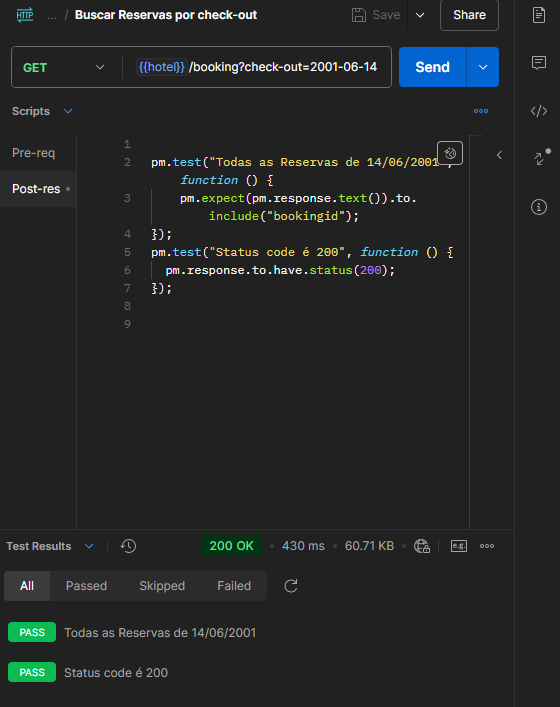 HTTP
... / Buscar Reservas por check-out
Save
Share
GET
{{hotel}} /booking?check-out=2001-06-14
Send
Scripts
Pre-req
Post-res
1
2 pm.test("Todas as Reservas de 14/06/2001",
function () {
3 pm.expect(pm.response.text()).to.
include("bookingid");
4 });
5 pm.test("Status code é 200", function () {
6 pm.response.to.have.status(200);
7 });
8
9
Test Results
200 OK • 430 ms • 60.71 KB
e.g.
All Passed Skipped Failed
PASS Todas as Reservas de 14/06/2001
PASS Status code é 200